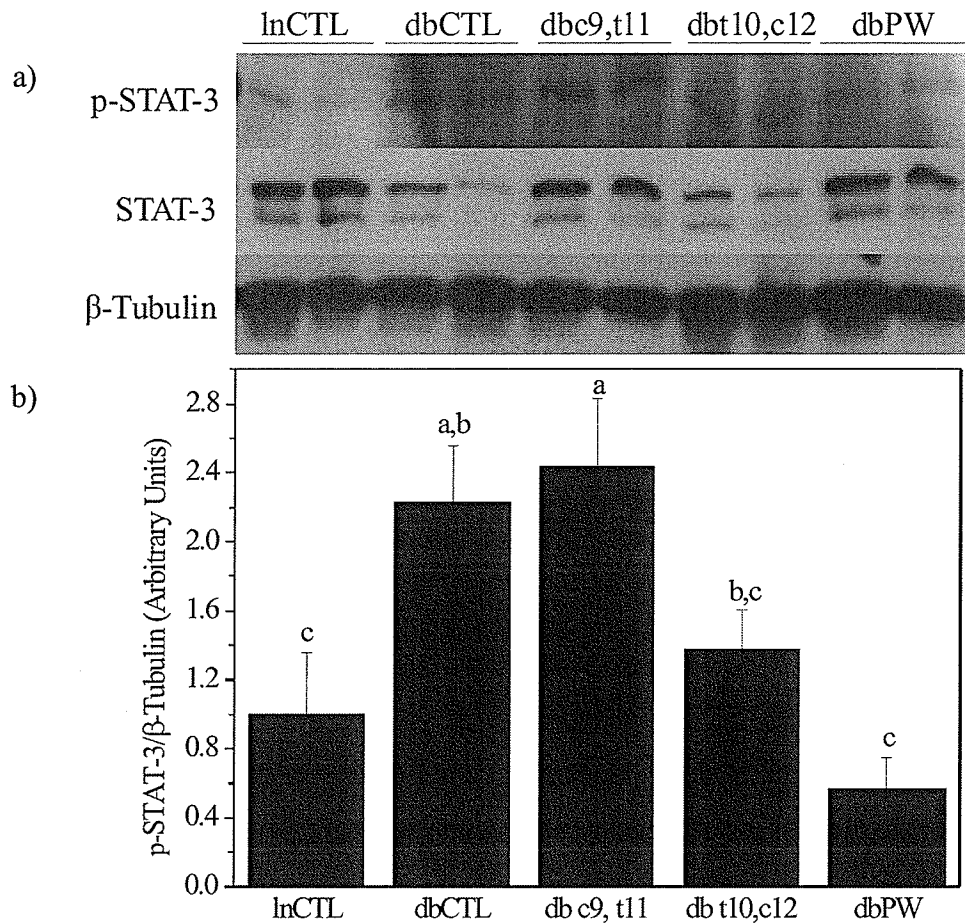 lnCTL dbCTL dbc9,t11 dbt10,c12 dbPW
a)
p-STAT-3
STAT-3
β-Tubulin
b)
p-STAT-3/β-Tubulin (Arbitrary Units)
2.8
2.4
2.0
1.6
1.2
0.8
0.4
0.0
c
a,b
a
b,c
c
lnCTL dbCTL db c9, t11 db t10,c12 dbPW